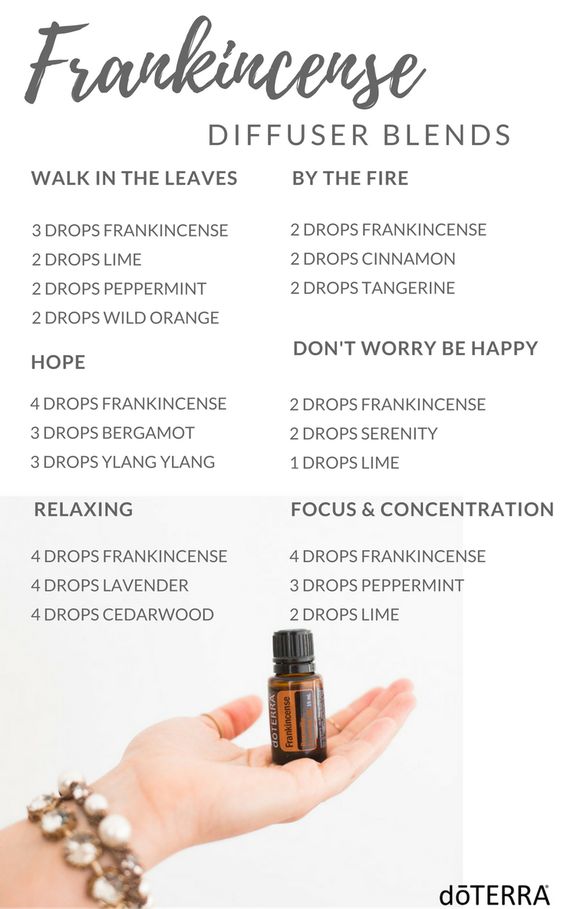 Frankincense
DIFFUSER BLENDS
WALK IN THE LEAVES
3 DROPS FRANKINCENSE
2 DROPS LIME
2 DROPS PEPPERMINT
2 DROPS WILD ORANGE
BY THE FIRE
2 DROPS FRANKINCENSE
2 DROPS CINNAMON
2 DROPS TANGERINE
HOPE
4 DROPS FRANKINCENSE
3 DROPS BERGAMOT
3 DROPS YLANG YLANG
DON'T WORRY BE HAPPY
2 DROPS FRANKINCENSE
2 DROPS SERENITY
1 DROPS LIME
RELAXING
4 DROPS FRANKINCENSE
4 DROPS LAVENDER
4 DROPS CEDARWOOD
FOCUS & CONCENTRATION
4 DROPS FRANKINCENSE
3 DROPS PEPPERMINT
2 DROPS LIME
dōTERRA
Frankincense
15 mL
dōTERRA